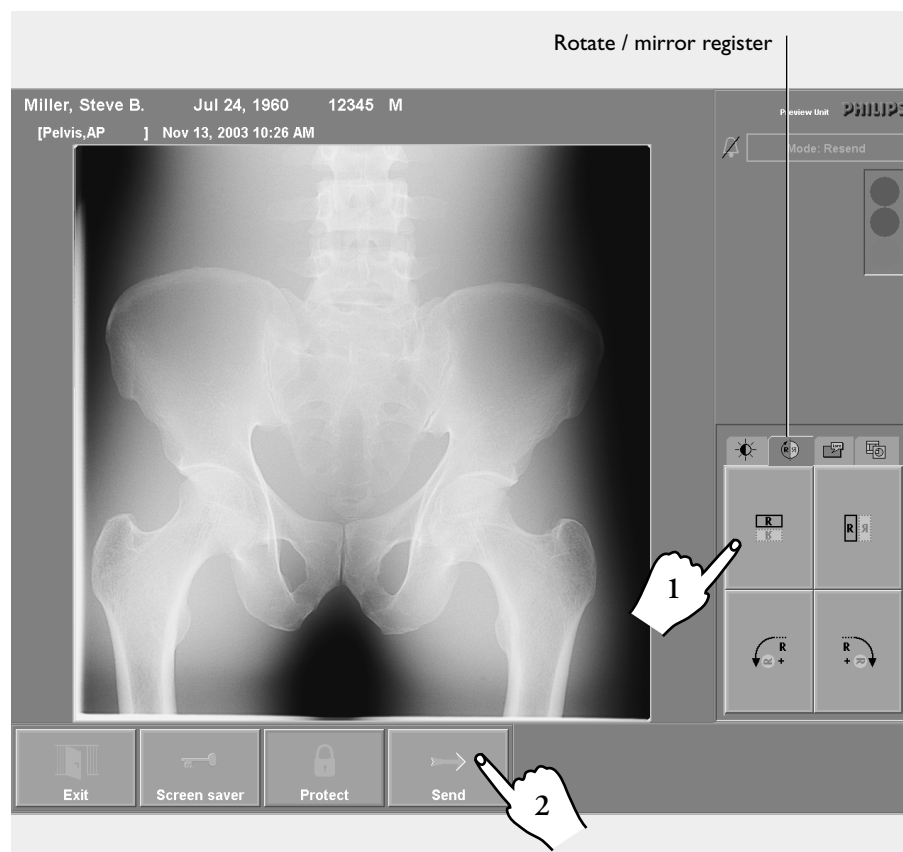 Rotate / mirror register
Miller, Steve B. Jul 24, 1960 12345 M
[Pelvis,AP ] Nov 13, 2003 10:26 AM
Preview Unit PHILIPS
Mode: Resend
R
R
R R
R
R
1
R
+ R
R
+ R
Exit
Screen saver
Protect
Send
2